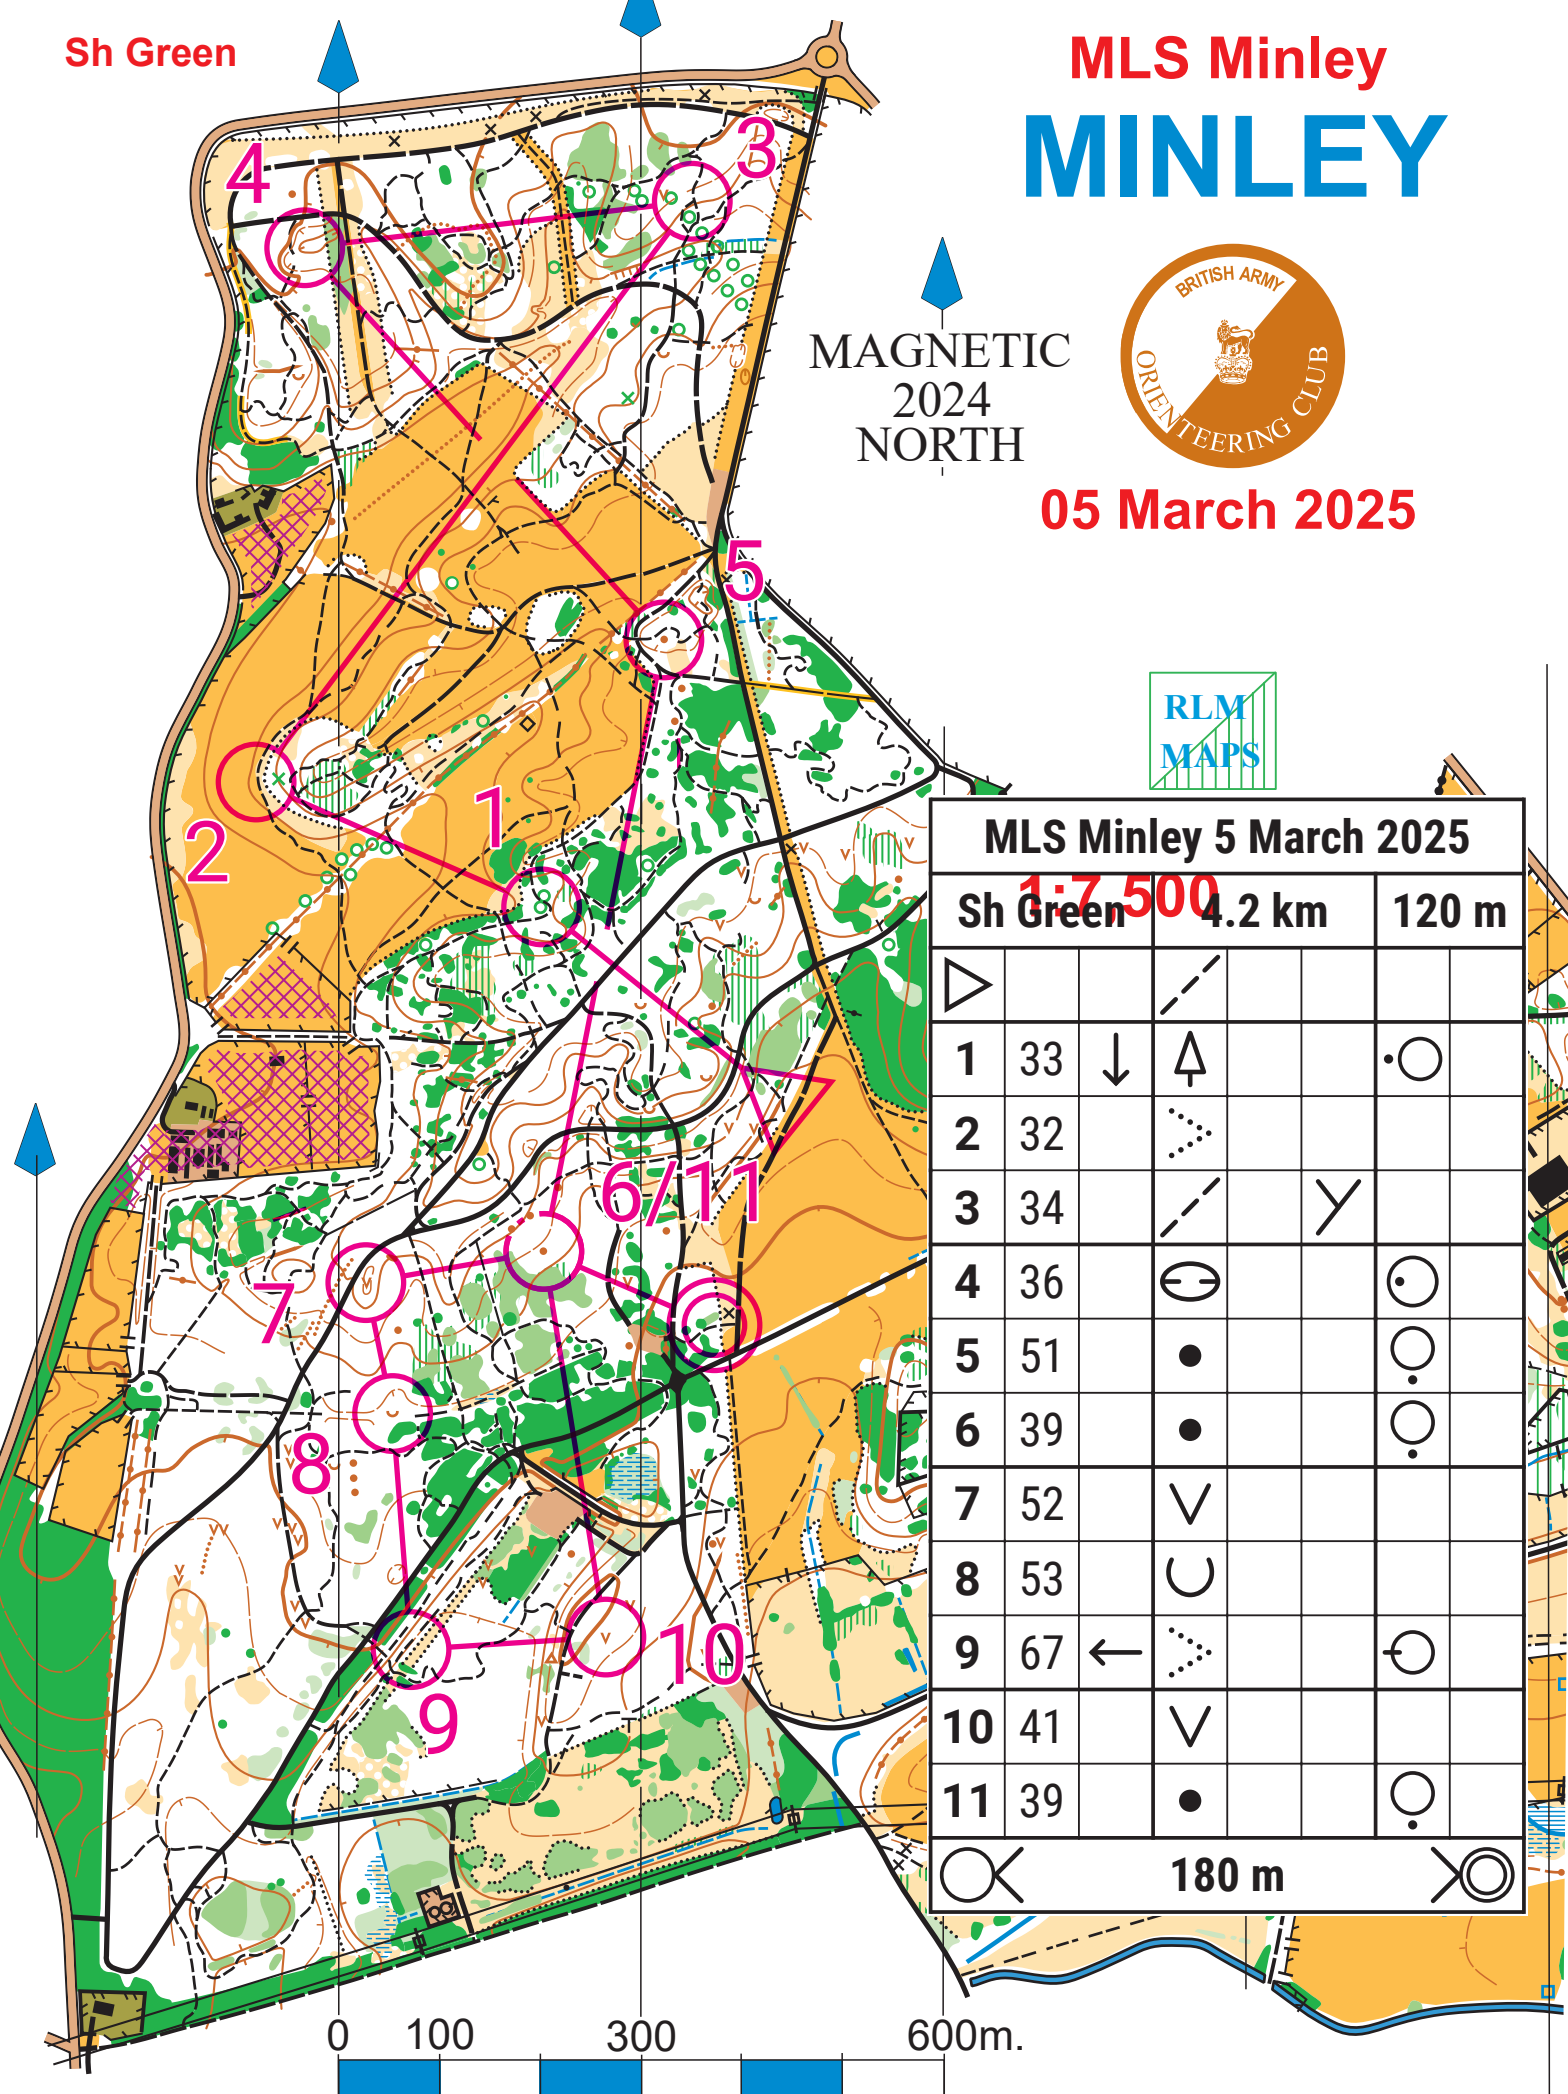 Sh Green
MLS Minley
MINLEY
BRITISH ARMY
ORIENTEERING CLUB
MAGNETIC
2024
NORTH
05 March 2025
RLM
MAPS
4
3
5
2
1
6/11
7
8
10
9
MLS Minley 5 March 2025
1:7,500
Sh Green 4.2 km 120 m
1 33
2 32
3 34
4 36
5 51
6 39
7 52
8 53
9 67
10 41
11 39
180 m
0 100 300 600m.